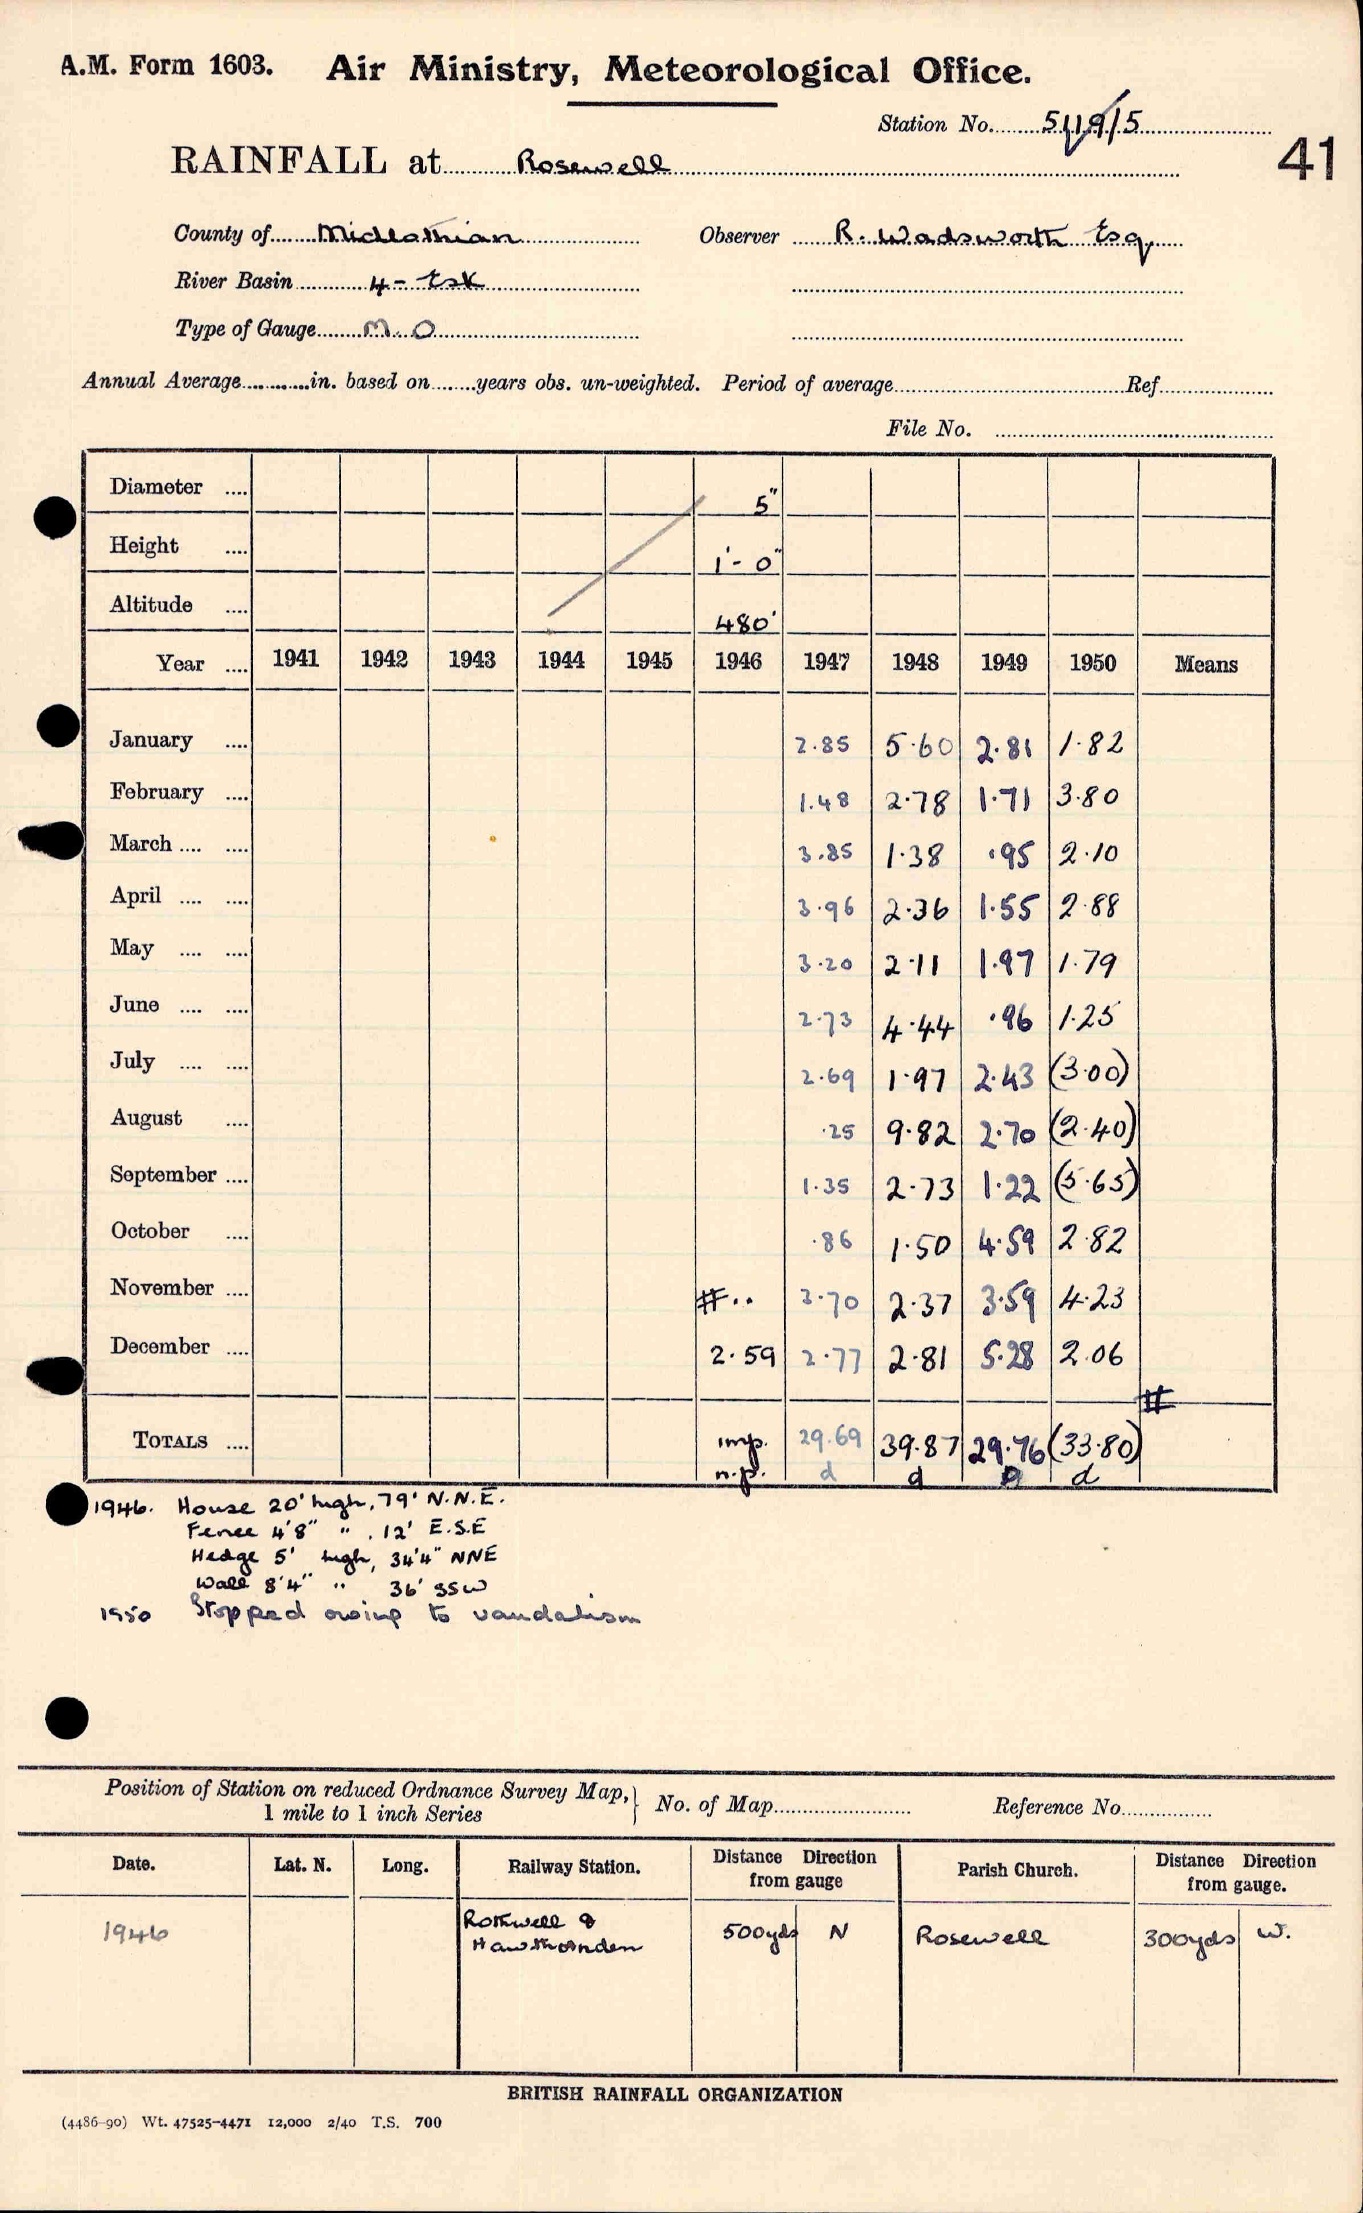 A.M. Form 1603. Air Ministry, Meteorological Office.
Station No. 5119/5
41
RAINFALL at Rosewell
County of Midlothian Observer R. Wadsworth Esq.
River Basin 4 - Esk
Type of Gauge M.O
Annual Average............in. based on........years obs. un-weighted. Period of average Ref
File No.
Diameter .... 5"
Height .... 1'- 0"
Altitude .... 480'
Year .... 1941 1942 1943 1944 1945 1946 1947 1948 1949 1950 Means
January .... 2.85 5.60 2.81 1.82
February .... 1.48 2.78 1.71 3.80
March .... .... 3.85 1.38 .95 2.10
April .... .... 3.96 2.36 1.55 2.88
May .... .... 3.20 2.11 1.97 1.79
June .... .... 2.73 4.44 .96 1.25
July .... .... 2.69 1.97 2.43 (3.00)
August .... .25 9.82 2.70 (2.40)
September .... 1.35 2.73 1.22 (5.65)
October .... .86 1.50 4.59 2.82
November .... #.. 3.70 2.37 3.59 4.23
December .... 2.59 2.77 2.81 5.28 2.06
#
TOTALS .... imp. 29.69 39.87 29.76 (33.80)
n.p. d d d d
1946. House 20' high, 79' N.N.E.
Fence 4'8" " , 12' E.S.E
Hedge 5' high, 34'4" NNE
Wall 8'4" " 36' SSW
1950 Stopped owing to vandalism
Position of Station on reduced Ordnance Survey Map, } No. of Map Reference No
1 mile to 1 inch Series
Date. Lat. N. Long. Railway Station. Distance Direction from gauge Parish Church. Distance Direction from gauge.
1946 Rothwell & 500yds N Rosewell 300yds W.
Hawthornden
BRITISH RAINFALL ORGANIZATION
(4486-90) Wt. 47525-4471 12,000 2/40 T.S. 700